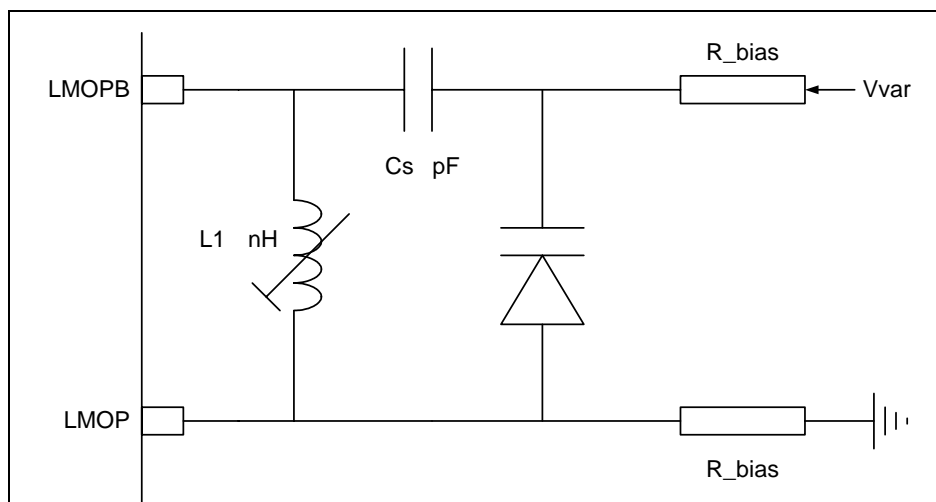 R_bias
LMOPB
Vvar
Cs pF
L1 nH
LMOP
R_bias